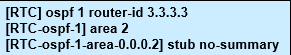 [RTC] ospf 1 router-id 3.3.3.3
[RTC-ospf-1] area 2
[RTC-ospf-1-area-0.0.0.2] stub no-summary